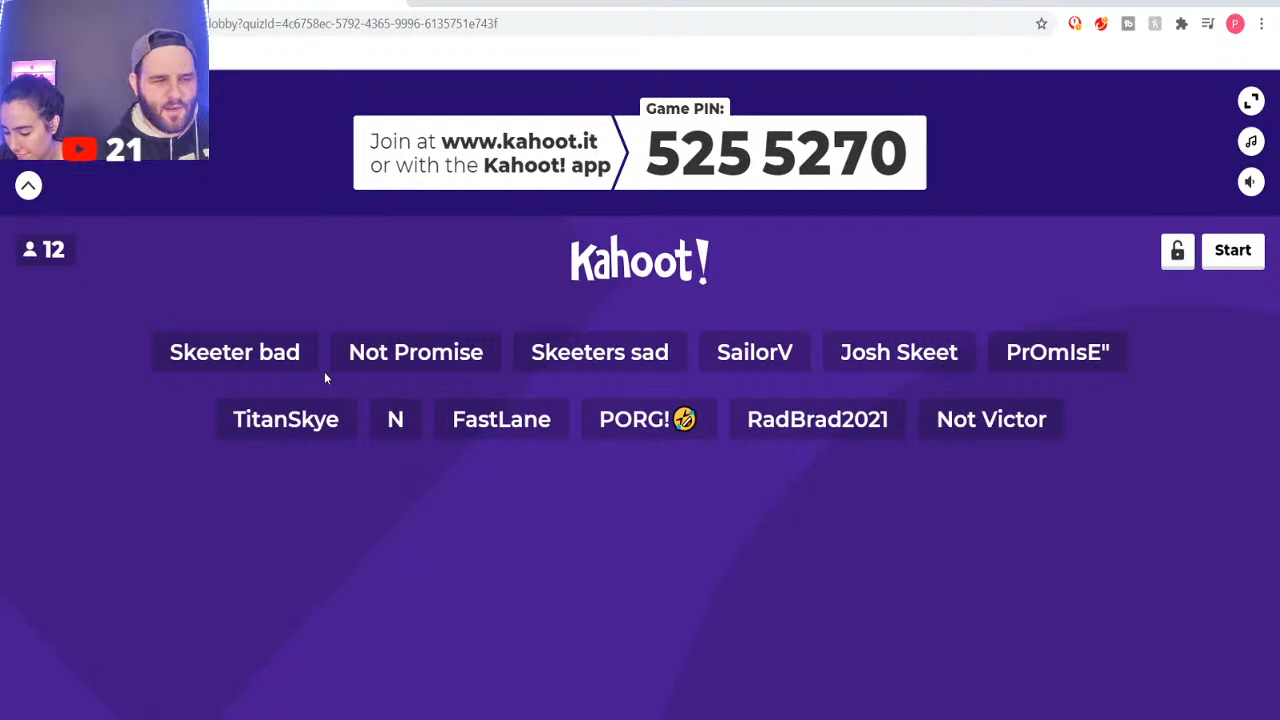 lobby?quizId=4c6758ec-5792-4365-9996-6135751e743f
P
Game PIN:
Join at www.kahoot.it
or with the Kahoot! app
525 5270
21
12
Kahoot!
Start
Skeeter bad Not Promise Skeeters sad SailorV Josh Skeet PrOmIsE"
TitanSkye N FastLane PORG!🤣 RadBrad2021 Not Victor